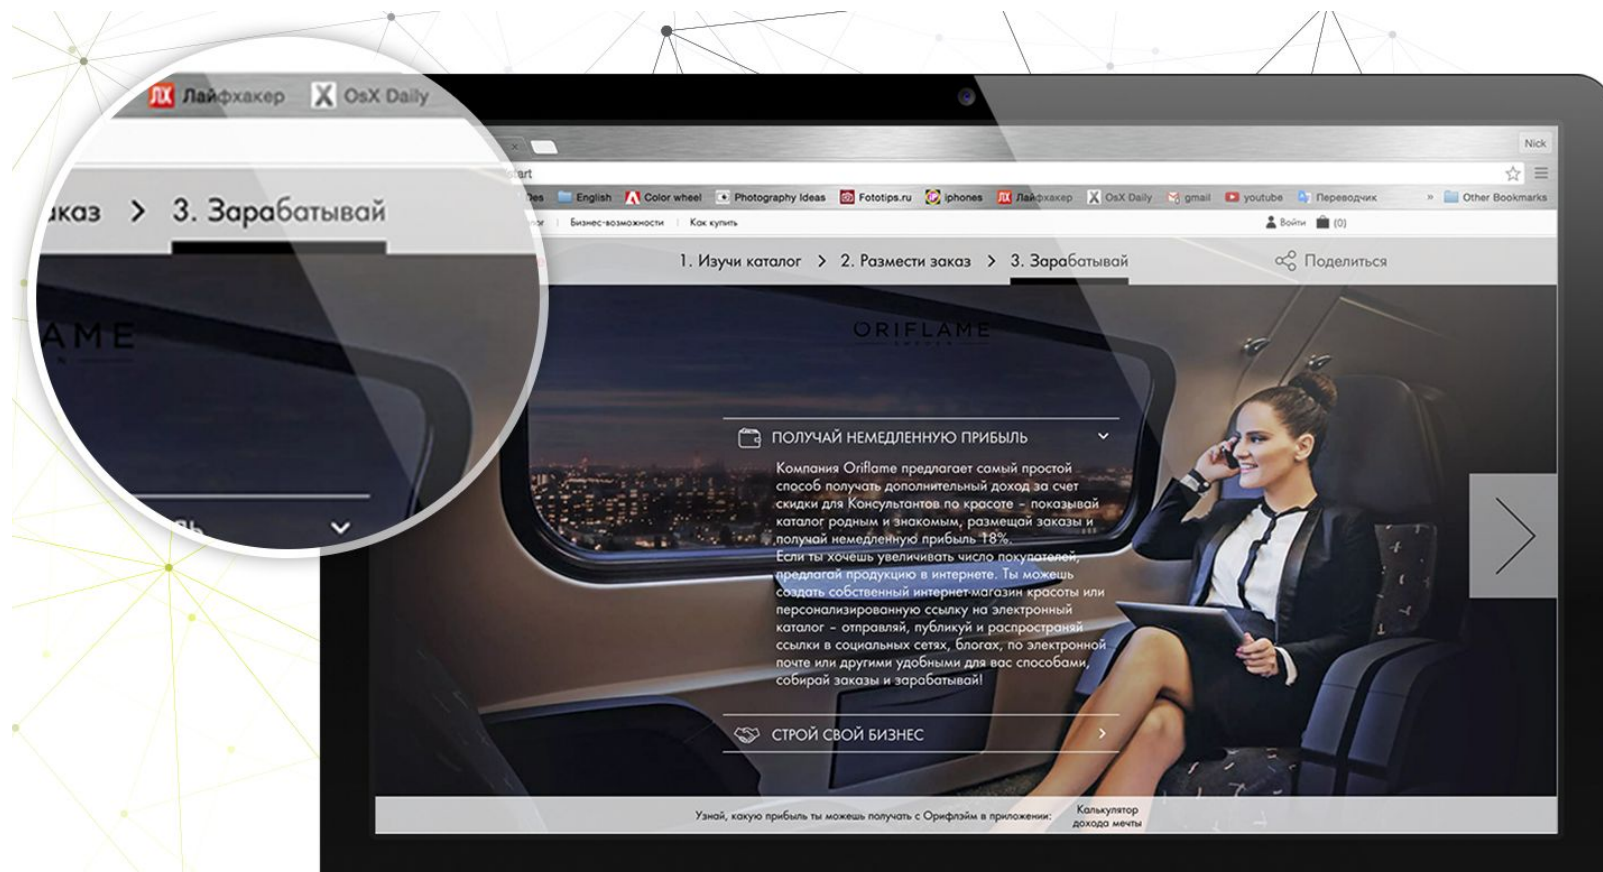 Лайфхакер OsX Daily
3. Зарабатывай
Nick
English Color wheel Photography Ideas Fototips.ru iphones Лайфхакер OsX Daily gmail youtube Переводчик » Other Bookmarks
Бизнес-возможности Как купить Войти (0)
1. Изучи каталог > 2. Размести заказ > 3. Зарабатывай Поделиться
ORIFLAME
SWEDEN
ПОЛУЧАЙ НЕМЕДЛЕННУЮ ПРИБЫЛЬ
Компания Oriflame предлагает самый простой
способ получать дополнительный доход за счет
скидки для Консультантов по красоте – показывай
каталог родным и знакомым, размещай заказы и
получай немедленную прибыль 18%.
Если ты хочешь увеличивать число покупателей,
предлагай продукцию в интернете. Ты можешь
создать собственный интернет-магазин красоты или
персонализированную ссылку на электронный
каталог – отправляй, публикуй и распространяй
ссылки в социальных сетях, блогах, по электронной
почте или другими удобными для вас способами,
собирай заказы и зарабатывай!
СТРОЙ СВОЙ БИЗНЕС
Узнай, какую прибыль ты можешь получать с Орифлэйм в приложении:
Калькулятор
дохода мечты